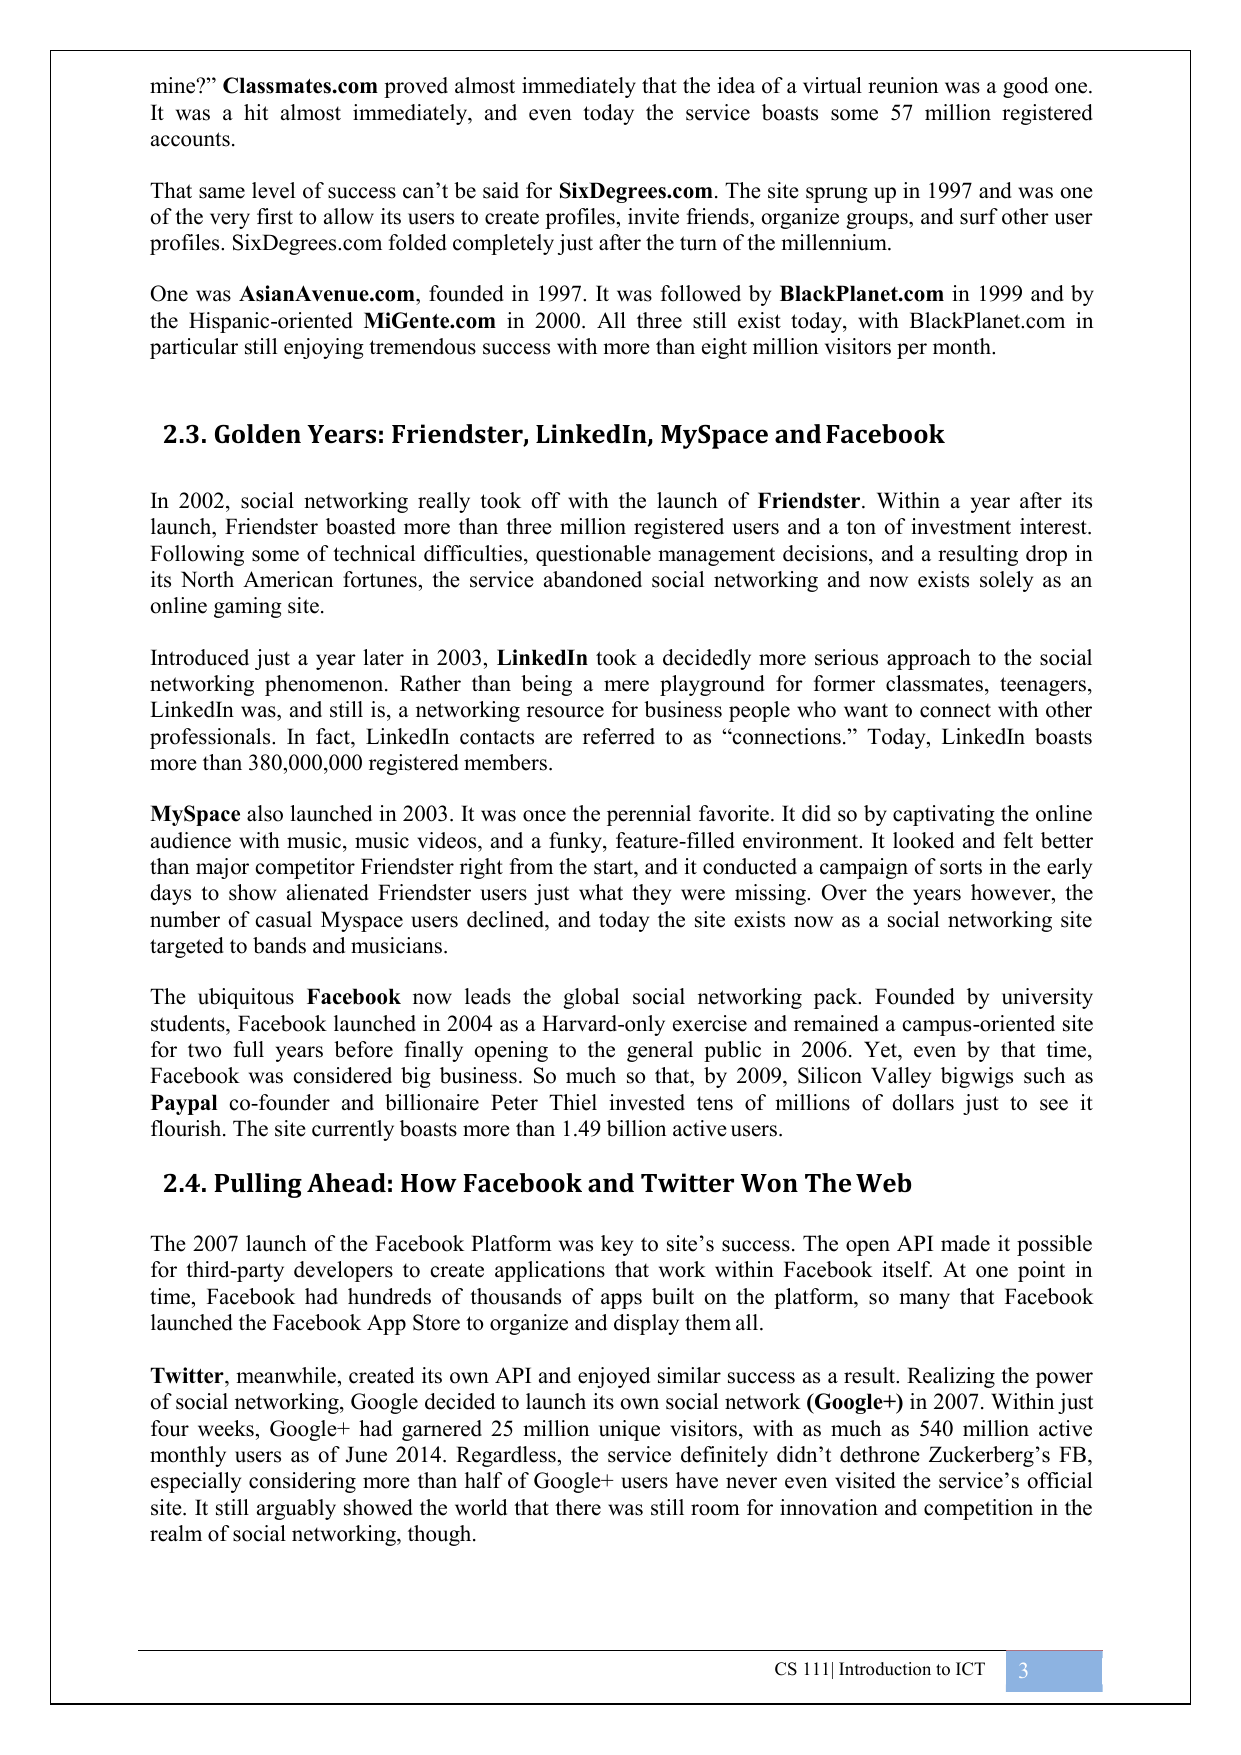 mine?” Classmates.com proved almost immediately that the idea of a virtual reunion was a good one.
It was a hit almost immediately, and even today the service boasts some 57 million registered
accounts.
That same level of success can’t be said for SixDegrees.com. The site sprung up in 1997 and was one
of the very first to allow its users to create profiles, invite friends, organize groups, and surf other user
profiles. SixDegrees.com folded completely just after the turn of the millennium.
One was AsianAvenue.com, founded in 1997. It was followed by BlackPlanet.com in 1999 and by
the Hispanic-oriented MiGente.com in 2000. All three still exist today, with BlackPlanet.com in
particular still enjoying tremendous success with more than eight million visitors per month.
2.3. Golden Years: Friendster, LinkedIn, MySpace and Facebook
In 2002, social networking really took off with the launch of Friendster. Within a year after its
launch, Friendster boasted more than three million registered users and a ton of investment interest.
Following some of technical difficulties, questionable management decisions, and a resulting drop in
its North American fortunes, the service abandoned social networking and now exists solely as an
online gaming site.
Introduced just a year later in 2003, LinkedIn took a decidedly more serious approach to the social
networking phenomenon. Rather than being a mere playground for former classmates, teenagers,
LinkedIn was, and still is, a networking resource for business people who want to connect with other
professionals. In fact, LinkedIn contacts are referred to as “connections.” Today, LinkedIn boasts
more than 380,000,000 registered members.
MySpace also launched in 2003. It was once the perennial favorite. It did so by captivating the online
audience with music, music videos, and a funky, feature-filled environment. It looked and felt better
than major competitor Friendster right from the start, and it conducted a campaign of sorts in the early
days to show alienated Friendster users just what they were missing. Over the years however, the
number of casual Myspace users declined, and today the site exists now as a social networking site
targeted to bands and musicians.
The ubiquitous Facebook now leads the global social networking pack. Founded by university
students, Facebook launched in 2004 as a Harvard-only exercise and remained a campus-oriented site
for two full years before finally opening to the general public in 2006. Yet, even by that time,
Facebook was considered big business. So much so that, by 2009, Silicon Valley bigwigs such as
Paypal co-founder and billionaire Peter Thiel invested tens of millions of dollars just to see it
flourish. The site currently boasts more than 1.49 billion active users.
2.4. Pulling Ahead: How Facebook and Twitter Won The Web
The 2007 launch of the Facebook Platform was key to site’s success. The open API made it possible
for third-party developers to create applications that work within Facebook itself. At one point in
time, Facebook had hundreds of thousands of apps built on the platform, so many that Facebook
launched the Facebook App Store to organize and display them all.
Twitter, meanwhile, created its own API and enjoyed similar success as a result. Realizing the power
of social networking, Google decided to launch its own social network (Google+) in 2007. Within just
four weeks, Google+ had garnered 25 million unique visitors, with as much as 540 million active
monthly users as of June 2014. Regardless, the service definitely didn’t dethrone Zuckerberg’s FB,
especially considering more than half of Google+ users have never even visited the service’s official
site. It still arguably showed the world that there was still room for innovation and competition in the
realm of social networking, though.
CS 111| Introduction to ICT 3